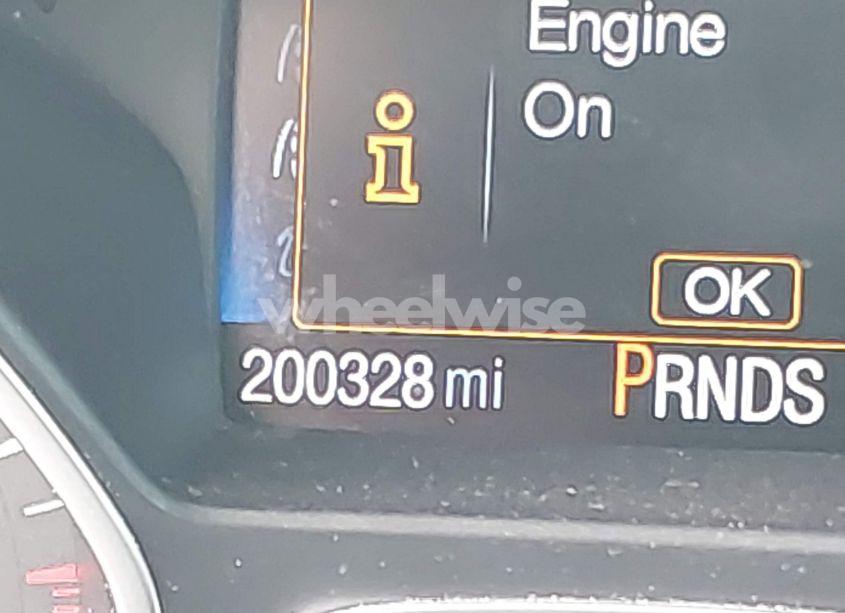 Engine
On
OK
wheelwise
200328 mi PRNDS